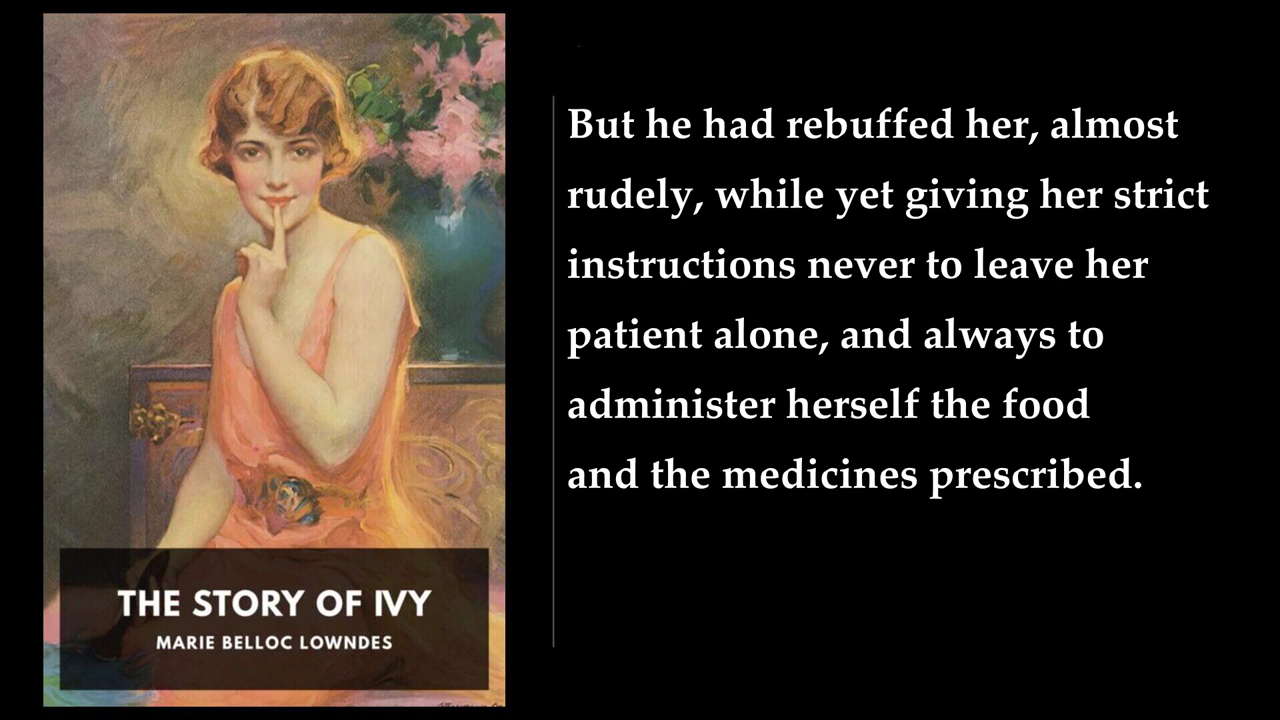 But he had rebuffed her, almost
rudely, while yet giving her strict
instructions never to leave her
patient alone, and always to
administer herself the food
and the medicines prescribed.
THE STORY OF IVY
MARIE BELLOC LOWNDES